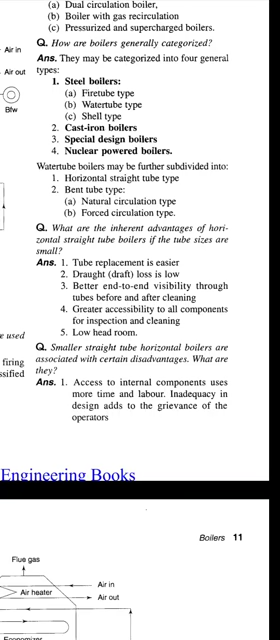 (a) Dual circulation boiler,
(b) Boiler with gas recirculation
(c) Pressurized and supercharged boilers.
Q. How are boilers generally categorized?
Ans. They may be categorized into four general
types:
1. Steel boilers:
(a) Firetube type
(b) Watertube type
(c) Shell type
2. Cast-iron boilers
3. Special design boilers
4. Nuclear powered boilers.
Watertube boilers may be further subdivided into:
1. Horizontal straight tube type
2. Bent tube type:
(a) Natural circulation type
(b) Forced circulation type.
Q. What are the inherent advantages of hori-
zontal straight tube boilers if the tube sizes are
small?
Ans. 1. Tube replacement is easier
2. Draught (draft) loss is low
3. Better end-to-end visibility through
tubes before and after cleaning
4. Greater accessibility to all components
for inspection and cleaning
5. Low head room.
Q. Smaller straight tube horizontal boilers are
associated with certain disadvantages. What are
they?
Ans. 1. Access to internal components uses
more time and labour. Inadequacy in
design adds to the grievance of the
operators
Air in
Air out
Bfw
used
firing
Engineering Books
Boilers 11
Flue gas
Air in
Air heater
Air out
Economizer